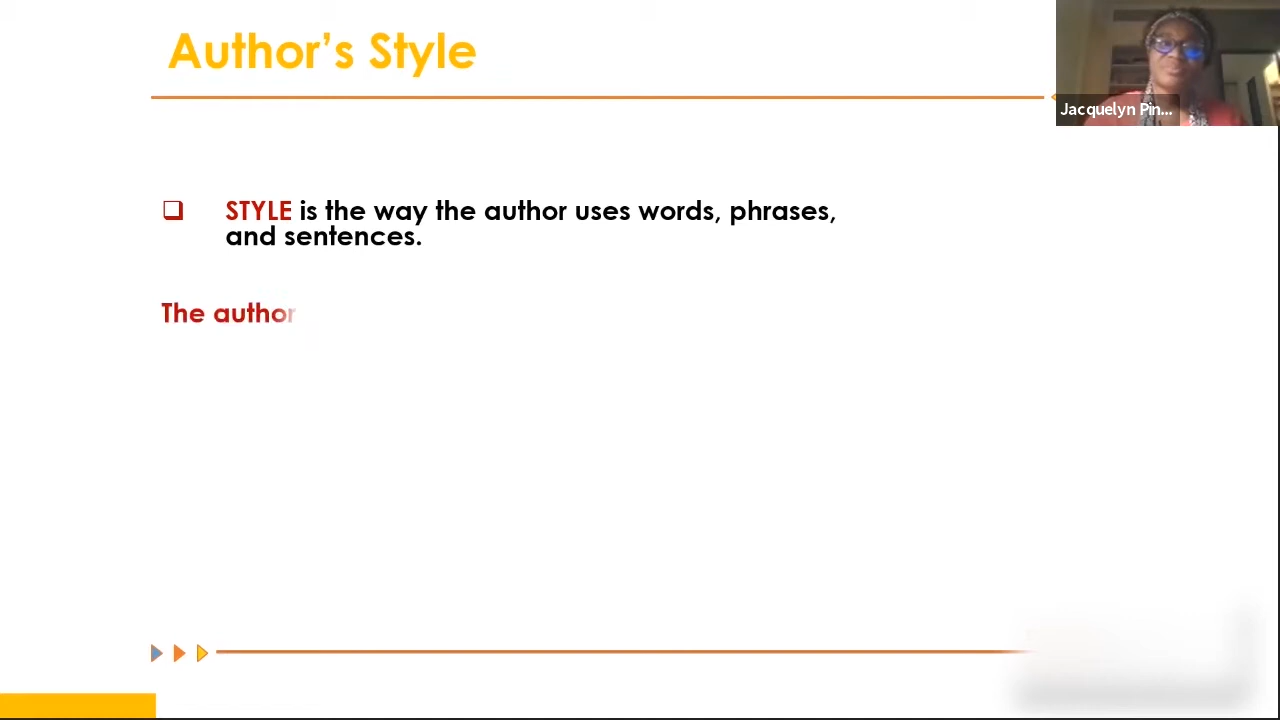 Author’s Style
Jacquelyn Pin...
❑ STYLE is the way the author uses words, phrases,
and sentences.
The author